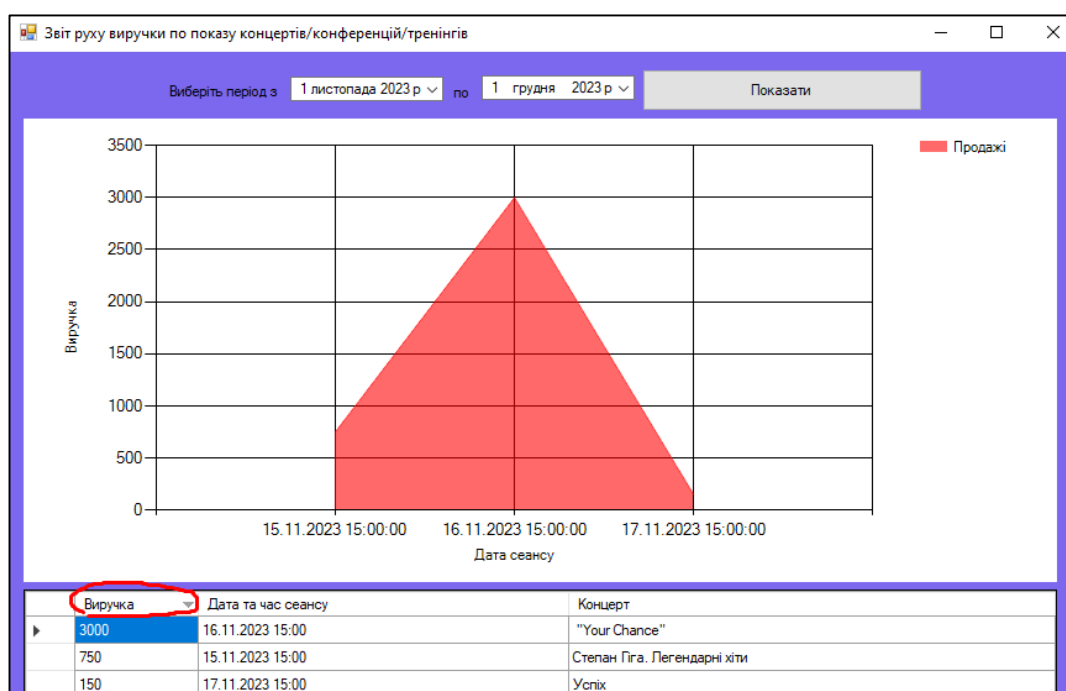 Звіт руху виручки по показу концертів/конференцій/тренінгів
Виберіть період з 1 листопада 2023 р по 1 грудня 2023 р Показати
3500
Продажі
3000
2500
2000
1500
1000
500
0
Виручка
15.11.2023 15:00:00 16.11.2023 15:00:00 17.11.2023 15:00:00
Дата сеансу
Виручка Дата та час сеансу Концерт
3000 16.11.2023 15:00 "Your Chance"
750 15.11.2023 15:00 Степан Гіга. Легендарні хіти
150 17.11.2023 15:00 Успіх